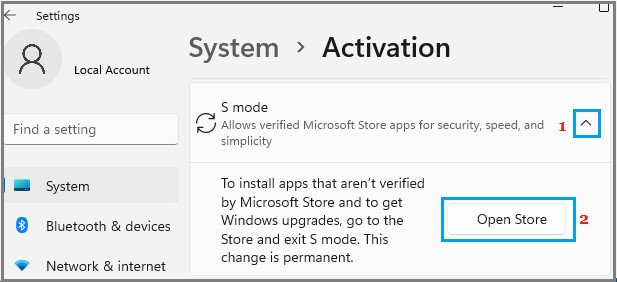 Settings
System > Activation
Local Account
S mode
Allows verified Microsoft Store apps for security, speed, and
simplicity
1
Find a setting
To install apps that aren't verified
by Microsoft Store and to get
Windows upgrades, go to the
Store and exit S mode. This
change is permanent.
Open Store
2
System
Bluetooth & devices
Network & internet